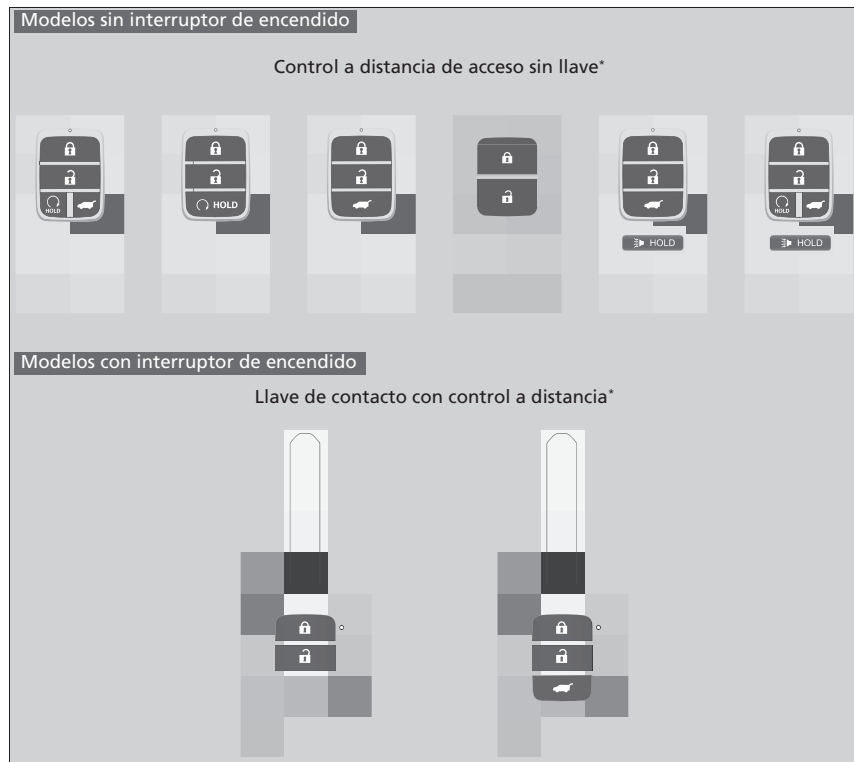 Modelos sin interruptor de encendido
Control a distancia de acceso sin llave*
HOLD
HOLD
HOLD
HOLD
HOLD
HOLD
Modelos con interruptor de encendido
Llave de contacto con control a distancia*